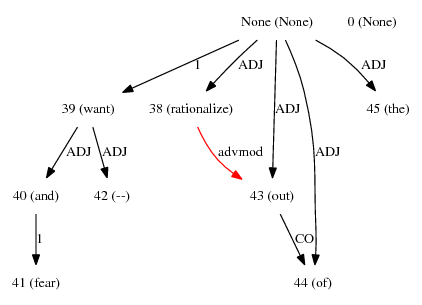 None (None) 0 (None)
1 ADJ ADJ
39 (want) 38 (rationalize) ADJ 45 (the)
ADJ ADJ advmod ADJ
40 (and) 42 (--) 43 (out)
1 CO
41 (fear) 44 (of)